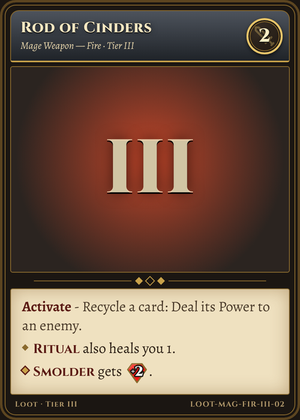 Rod of Cinders
2
Mage Weapon — Fire · Tier III
III
Activate - Recycle a card: Deal its Power to
an enemy.
Ritual also heals you 1.
Smolder gets -2.
Loot · Tier III
LOOT-MAG-FIR-III-02